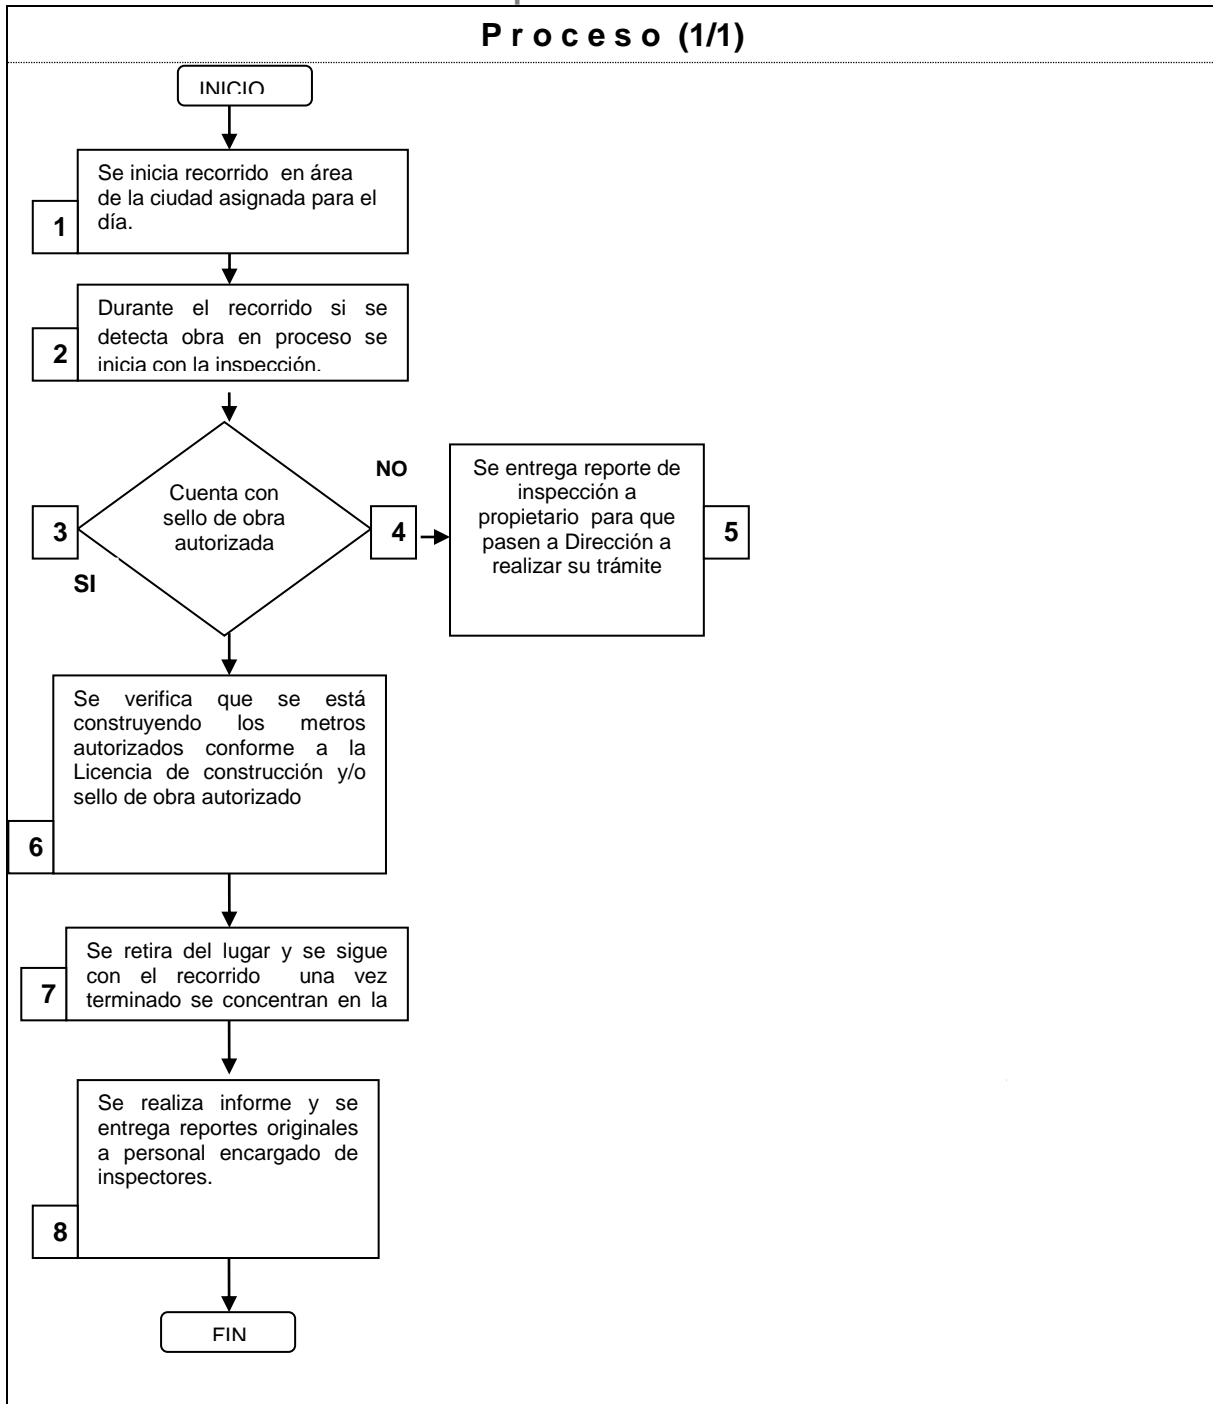 P r o c e s o (1/1)
INICIO
Se inicia recorrido en área
de la ciudad asignada para el
día.
1
Durante el recorrido si se
detecta obra en proceso se
inicia con la inspección.
2
NO
Cuenta con
sello de obra
autorizada
3
4
SI
Se entrega reporte de
inspección a
propietario para que
pasen a Dirección a
realizar su trámite
5
Se verifica que se está
construyendo los metros
autorizados conforme a la
Licencia de construcción y/o
sello de obra autorizado
6
Se retira del lugar y se sigue
con el recorrido una vez
terminado se concentran en la
7
Se realiza informe y se
entrega reportes originales
a personal encargado de
inspectores.
8
FIN